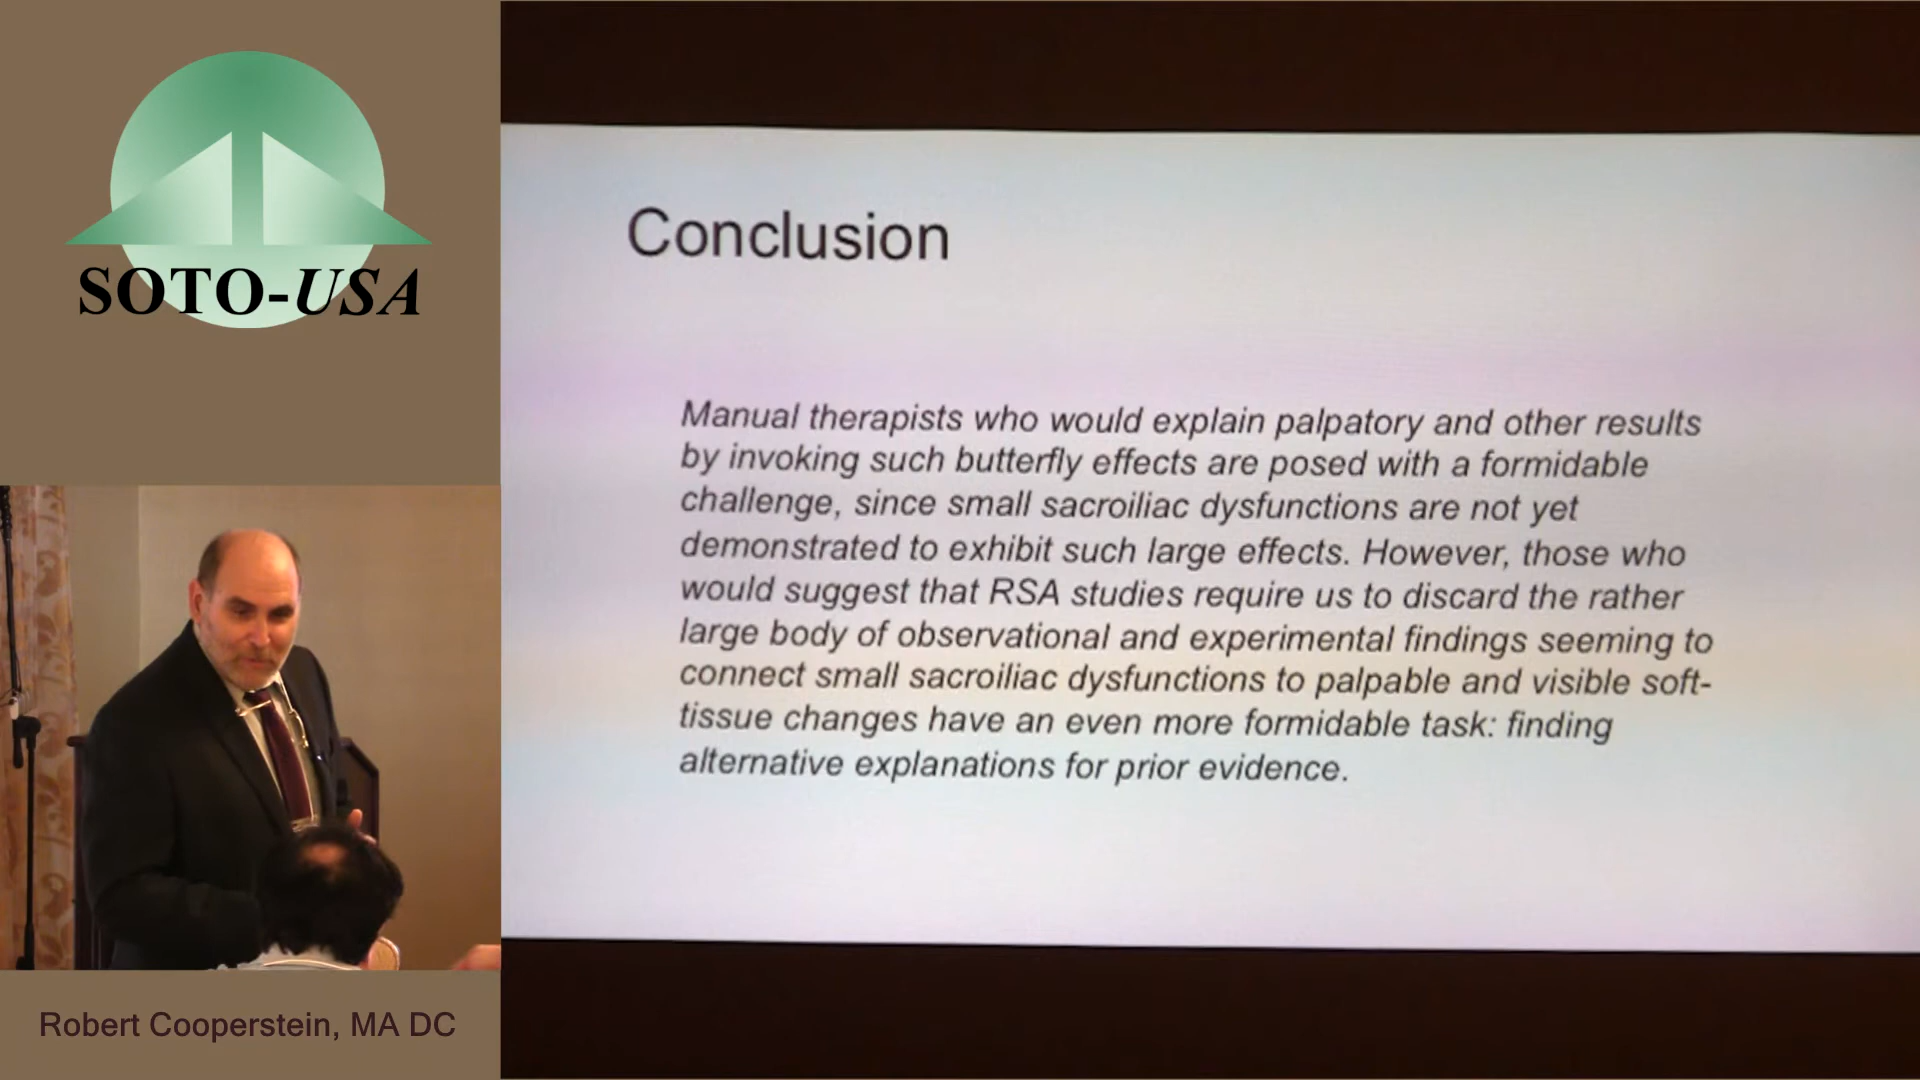 SOTO-USA
Conclusion
Manual therapists who would explain palpatory and other results
by invoking such butterfly effects are posed with a formidable
challenge, since small sacroiliac dysfunctions are not yet
demonstrated to exhibit such large effects. However, those who
would suggest that RSA studies require us to discard the rather
large body of observational and experimental findings seeming to
connect small sacroiliac dysfunctions to palpable and visible soft-
tissue changes have an even more formidable task: finding
alternative explanations for prior evidence.
Robert Cooperstein, MA DC